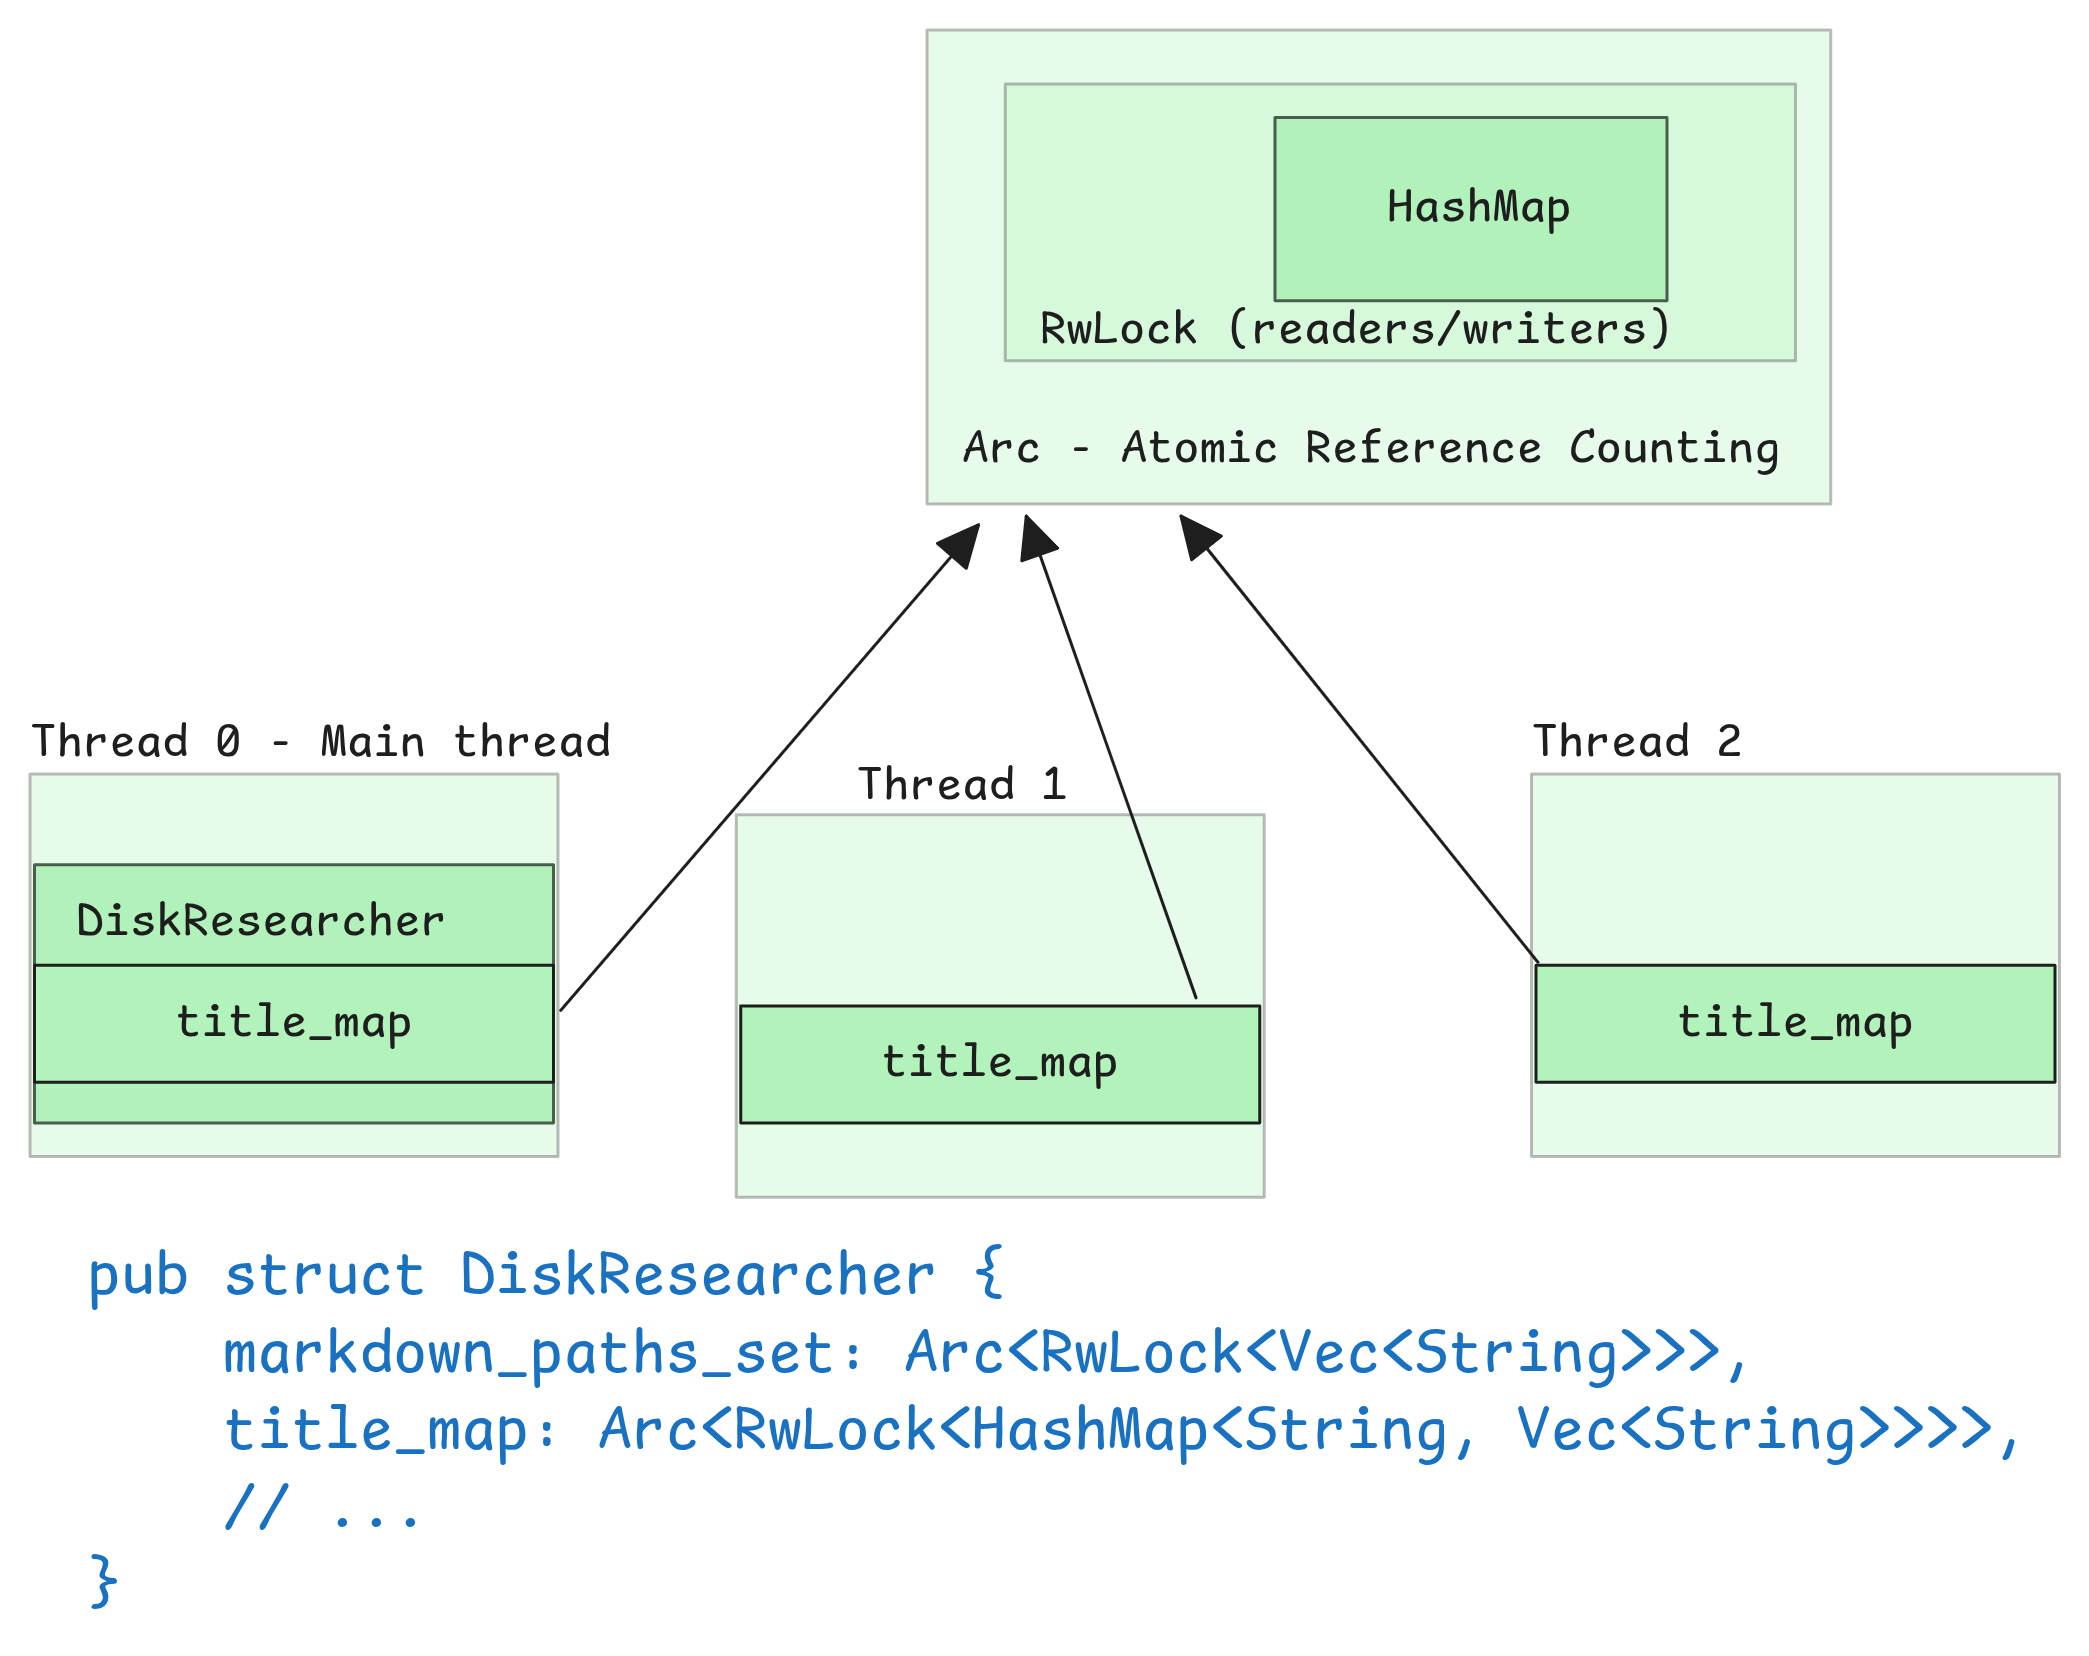 HashMap
RwLock (readers/writers)
Arc - Atomic Reference Counting
Thread 0 - Main thread
Thread 1
Thread 2
DiskResearcher
title_map
title_map
title_map
pub struct DiskResearcher {
    markdown_paths_set: Arc<RwLock<Vec<String>>>,
    title_map: Arc<RwLock<HashMap<String, Vec<String>>>>,
    // ...
}